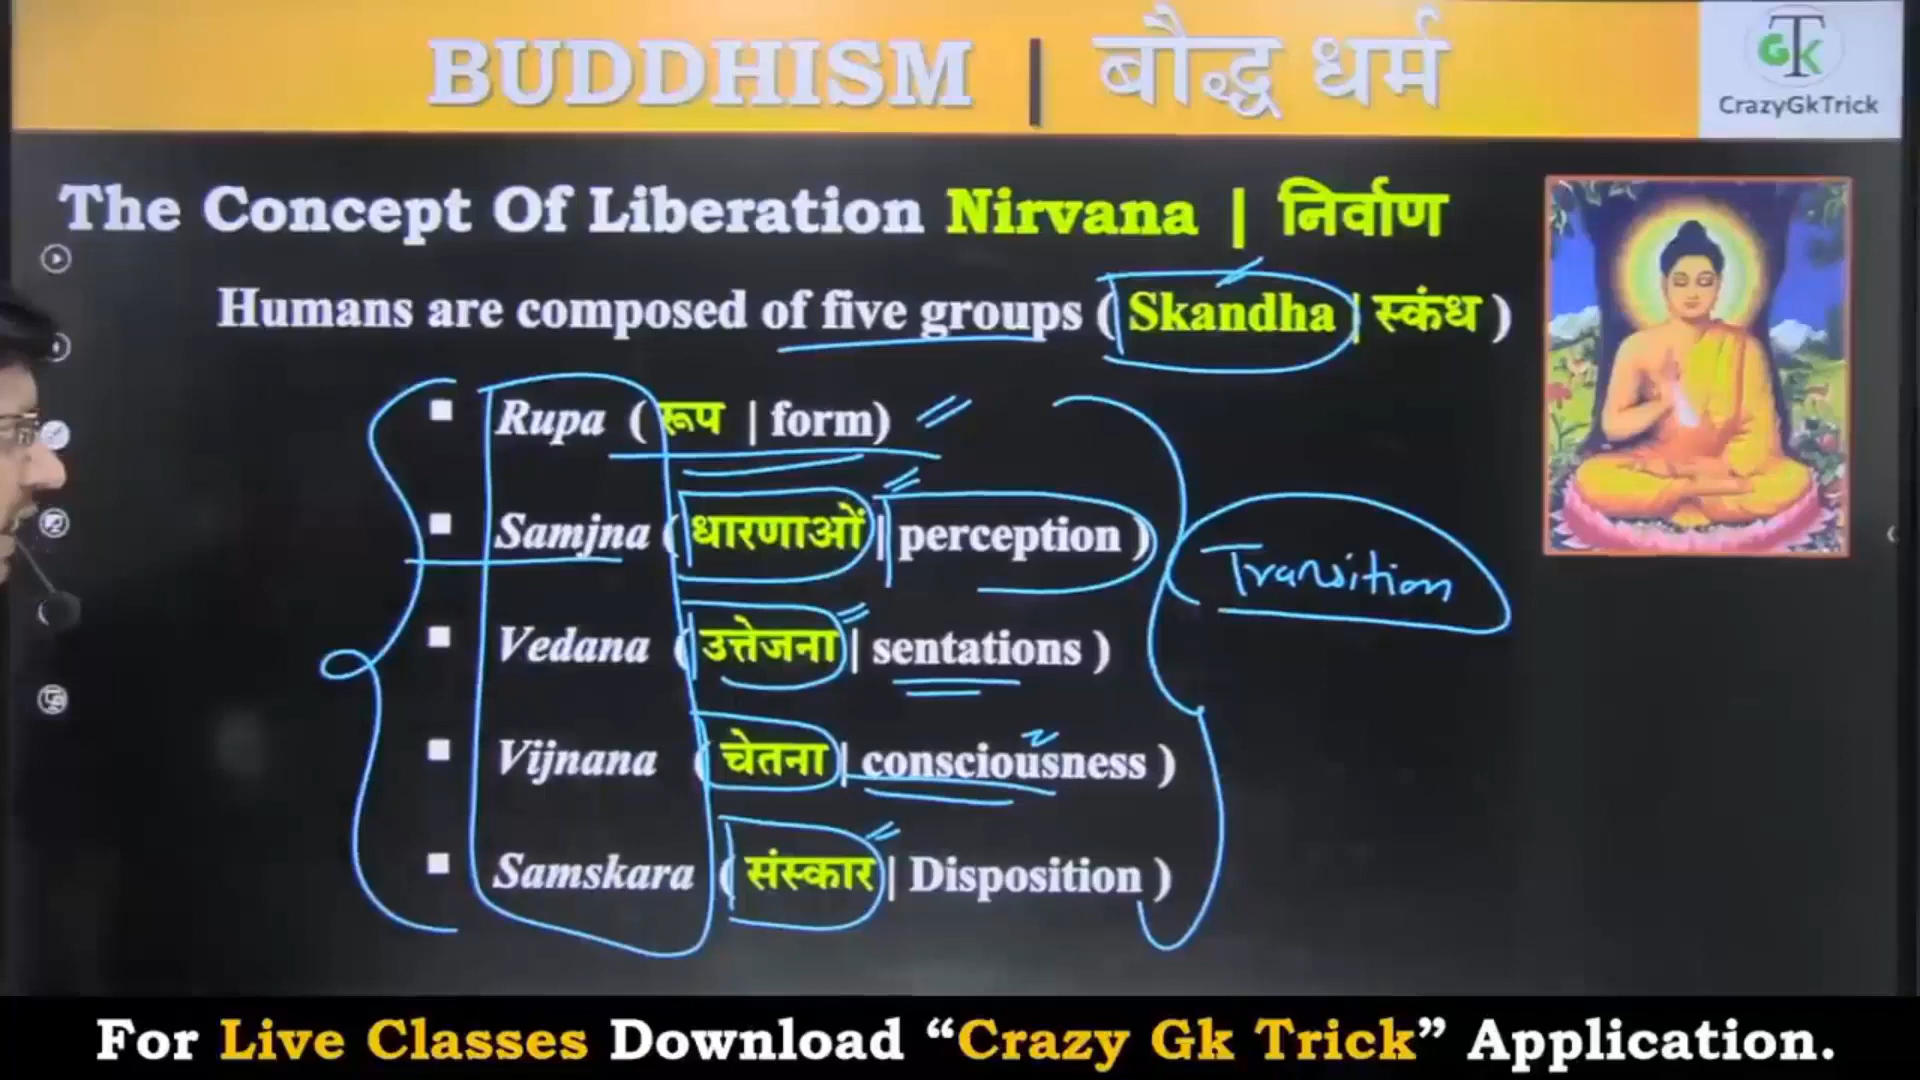 BUDDHISM | बौद्ध धर्म
GTK
CrazyGkTrick
The Concept Of Liberation Nirvana | निर्वाण
Humans are composed of five groups ( Skandha | स्कंध )
▪ Rupa ( रूप | form)
▪ Samjna ( धारणाओं | perception )
Transition
▪ Vedana ( उत्तेजना | sentations )
▪ Vijnana ( चेतना | consciousness )
▪ Samskara ( संस्कार | Disposition )
For Live Classes Download “Crazy Gk Trick” Application.